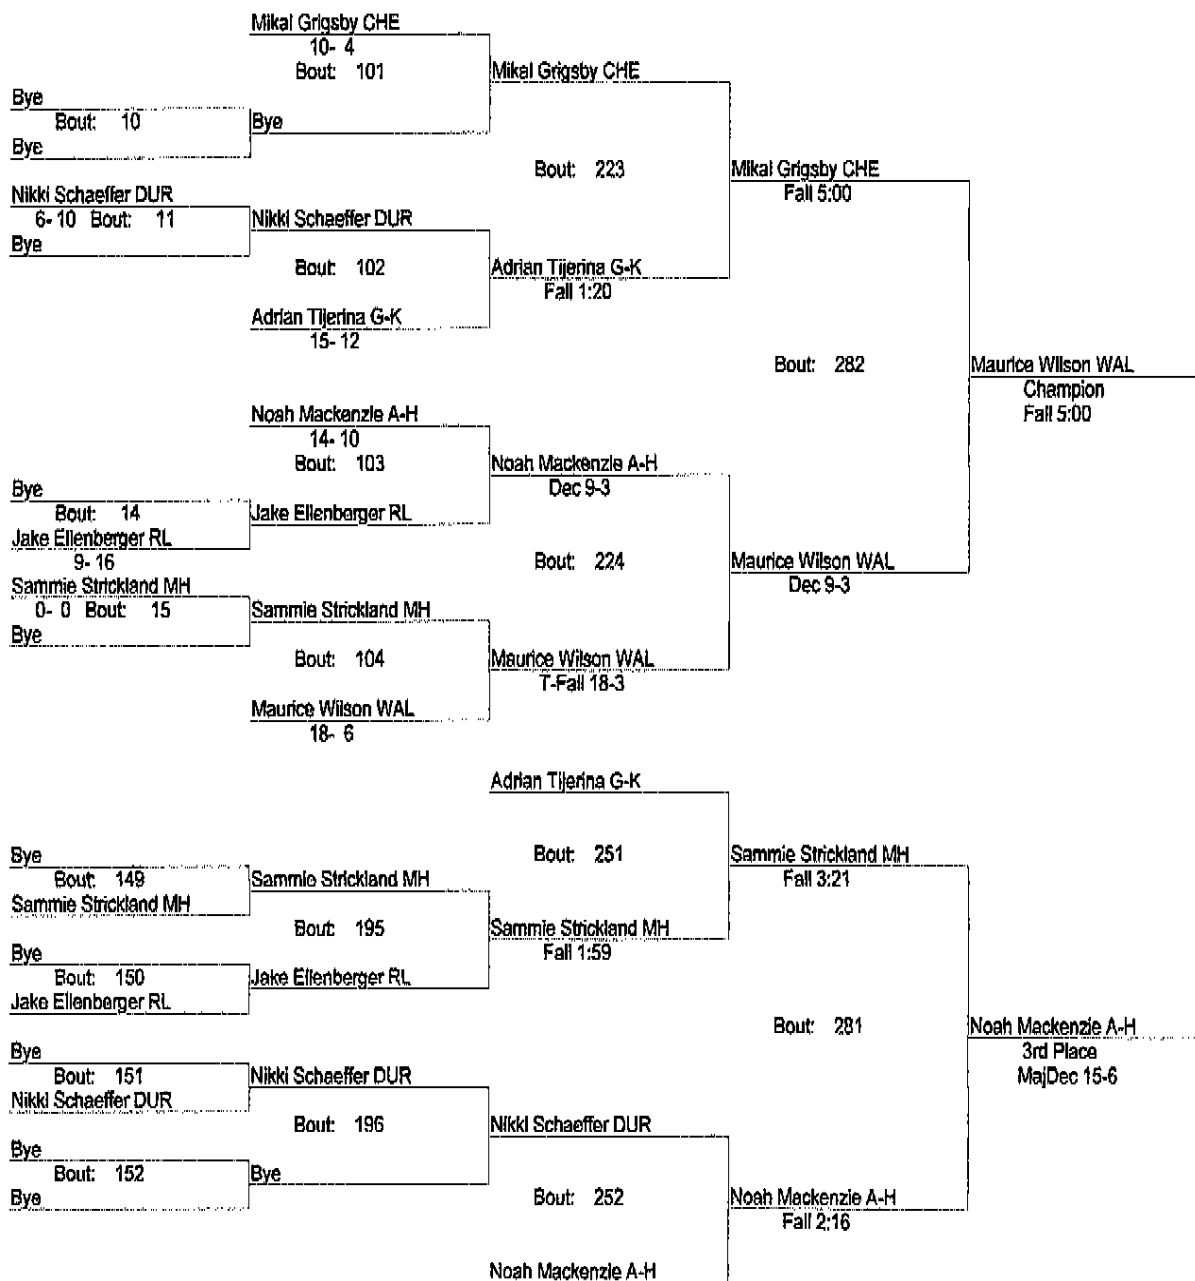 Mikal Grigsby CHE
10- 4
Bout: 101
Mikal Grigsby CHE
Bye
Bout: 10
Bye
Bye
Bout: 223
Mikal Grigsby CHE
Fall 5:00
Nikki Schaeffer DUR
6- 10 Bout: 11
Nikki Schaeffer DUR
Bye
Bout: 102
Adrian Tijerina G-K
Fall 1:20
Adrian Tijerina G-K
15- 12
Bout: 282
Maurice Wilson WAL
Champion
Fall 5:00
Noah Mackenzie A-H
14- 10
Bout: 103
Noah Mackenzie A-H
Dec 9-3
Bye
Bout: 14
Jake Ellenberger RL
Jake Ellenberger RL
9- 16
Bout: 224
Maurice Wilson WAL
Dec 9-3
Sammie Strickland MH
0- 0 Bout: 15
Sammie Strickland MH
Bye
Bout: 104
Maurice Wilson WAL
T-Fall 18-3
Maurice Wilson WAL
18- 6
Adrian Tijerina G-K
Bout: 251
Sammie Strickland MH
Fall 3:21
Bye
Bout: 149
Sammie Strickland MH
Sammie Strickland MH
Bout: 195
Sammie Strickland MH
Fall 1:59
Bye
Bout: 150
Jake Ellenberger RL
Jake Ellenberger RL
Bout: 281
Noah Mackenzie A-H
3rd Place
MajDec 15-6
Bye
Bout: 151
Nikki Schaeffer DUR
Nikki Schaeffer DUR
Bout: 196
Nikki Schaeffer DUR
Bye
Bout: 152
Bye
Bye
Bout: 252
Noah Mackenzie A-H
Fall 2:16
Noah Mackenzie A-H